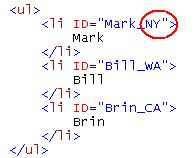 <ul>
<li ID="Mark_NY">
Mark
</li>
<li ID="Bill_WA">
Bill
</li>
<li ID="Brin_CA">
Brin
</li>
</ul>